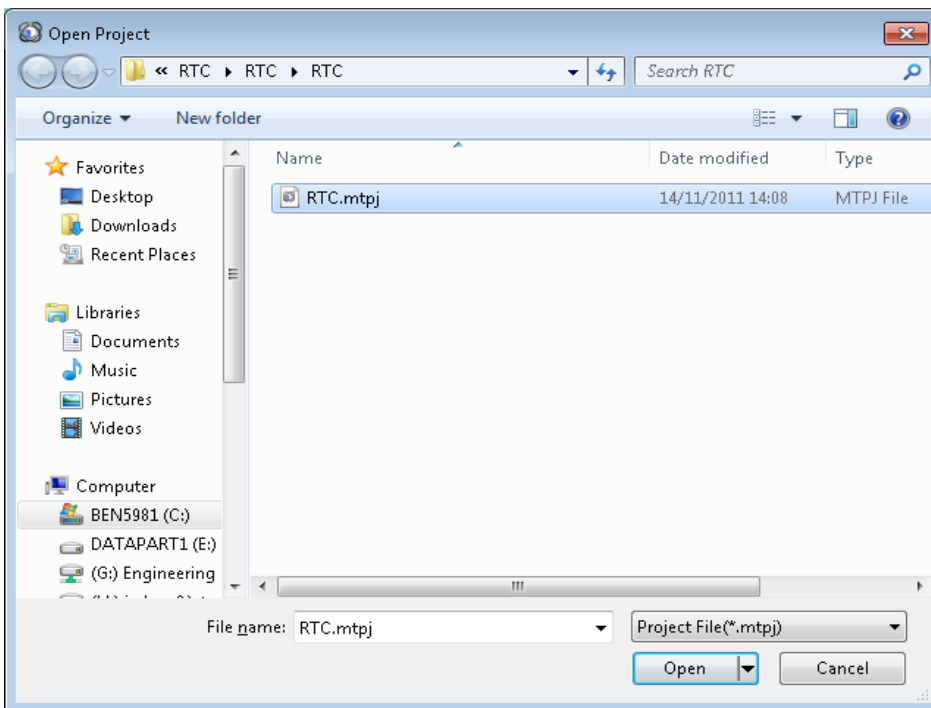 Open Project
« RTC ▸ RTC ▸ RTC
Search RTC
Organize
New folder
Name
Date modified
Type
RTC.mtpj
14/11/2011 14:08
MTPJ File
Favorites
Desktop
Downloads
Recent Places
Libraries
Documents
Music
Pictures
Videos
Computer
BEN5981 (C:)
DATAPART1 (E:)
(G:) Engineering
File name:
RTC.mtpj
Project File(*.mtpj)
Open
Cancel